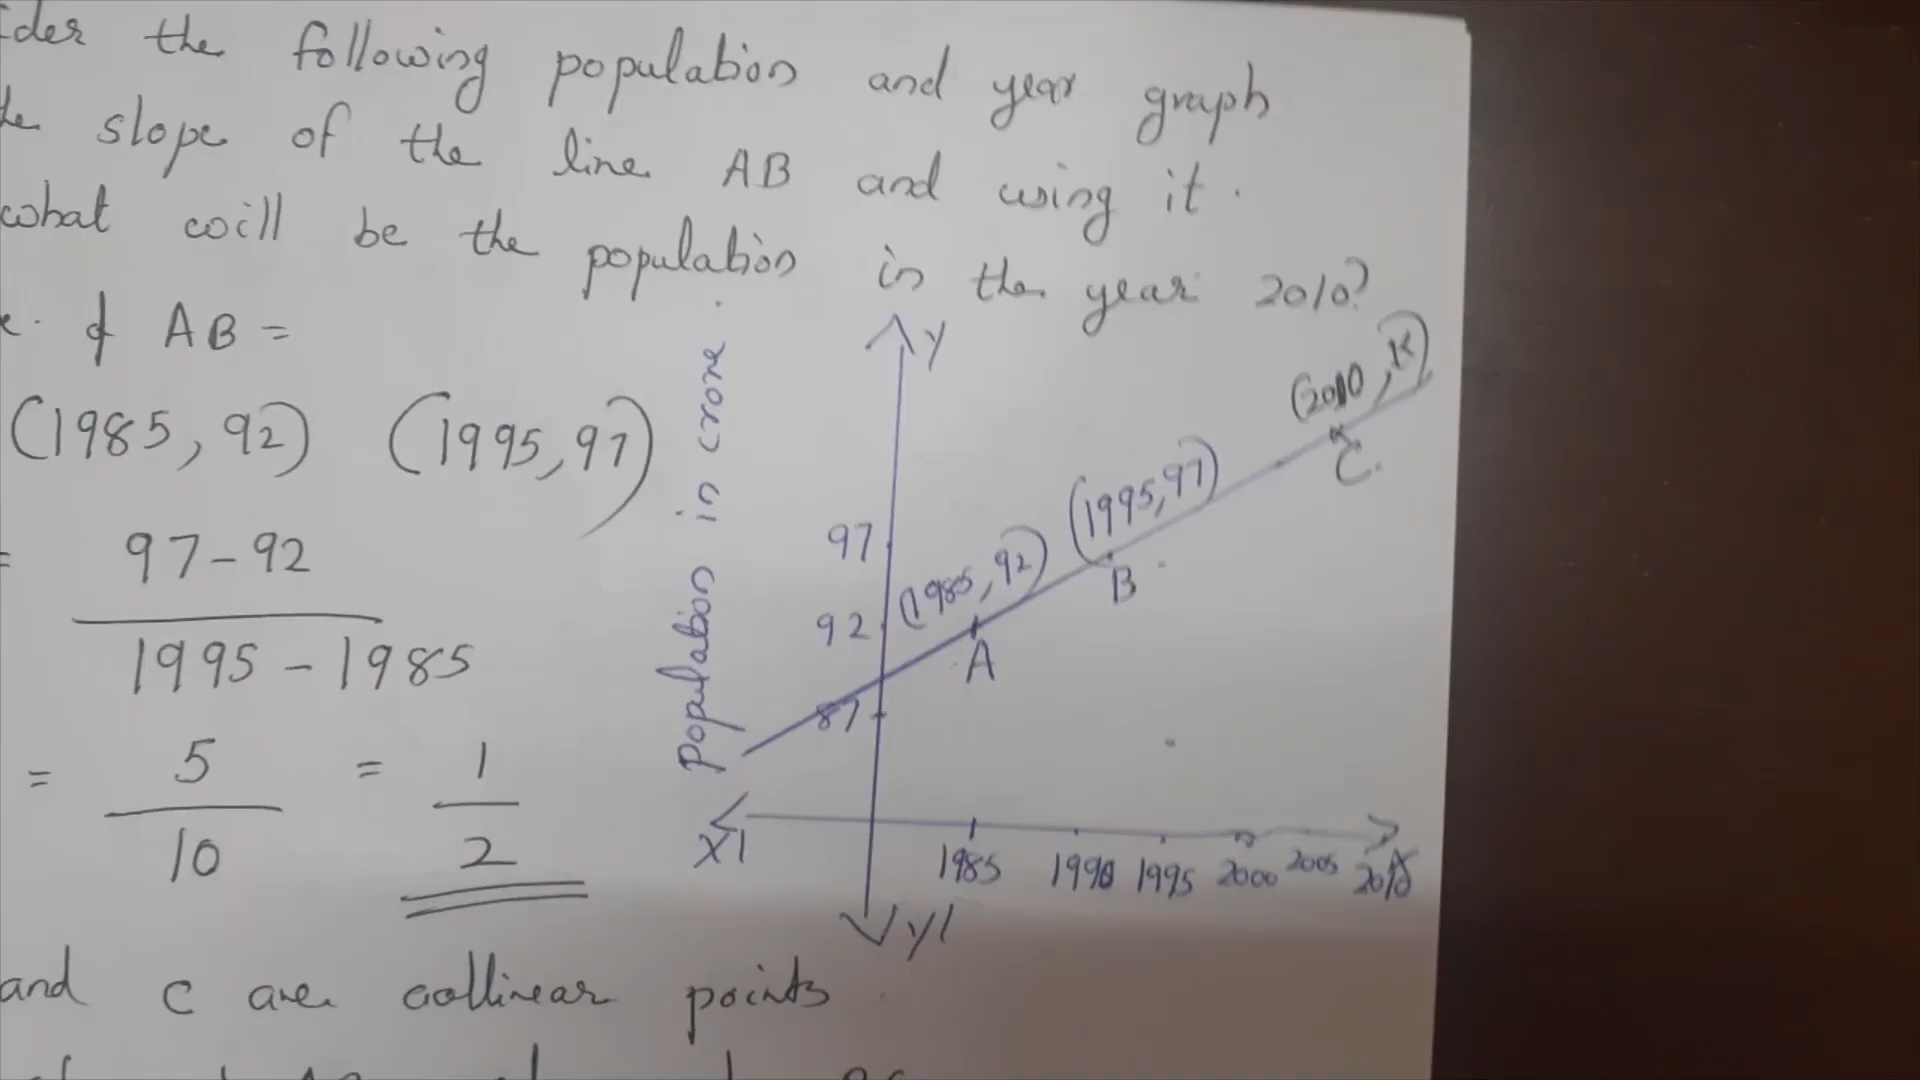 the following population and year graph
slope of the line AB and using it.
what will be the population in the year 2010?
AB =
(1985, 92) (1995, 97)
= 97 - 92
1995 - 1985
= 5 = 1
10 2
and C are collinear points
Population in crore.
Y
(2010, K)
C.
(1995, 97)
97
B
(1985, 92)
92
A
87
X1
1985 1990 1995 2000 2005 2010
Y1